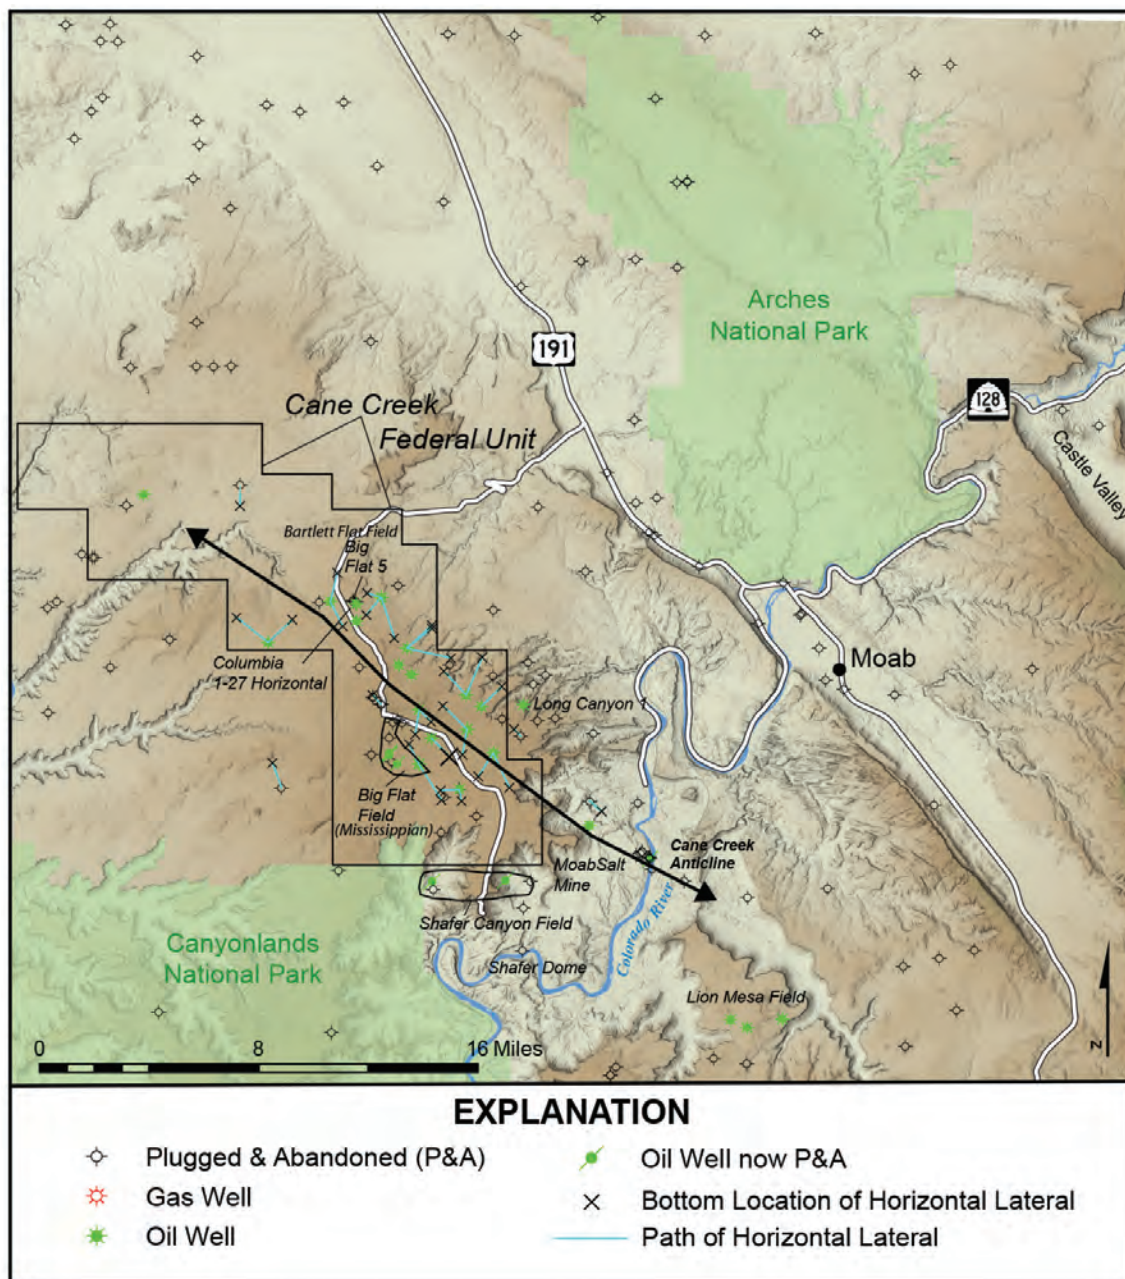 Arches
National Park
191
128
Castle Valley
Cane Creek
Federal Unit
Bartlett Flat Field
Big
Flat 5
Columbia
1-27 Horizontal
Moab
Long Canyon 1
Big Flat
Field
(Mississippian)
Cane Creek
Anticline
MoabSalt
Mine
Shafer Canyon Field
Colorado River
Canyonlands
National Park
Shafer Dome
Lion Mesa Field
N
0 8 16 Miles
EXPLANATION
Plugged & Abandoned (P&A)
Gas Well
Oil Well
Oil Well now P&A
Bottom Location of Horizontal Lateral
Path of Horizontal Lateral